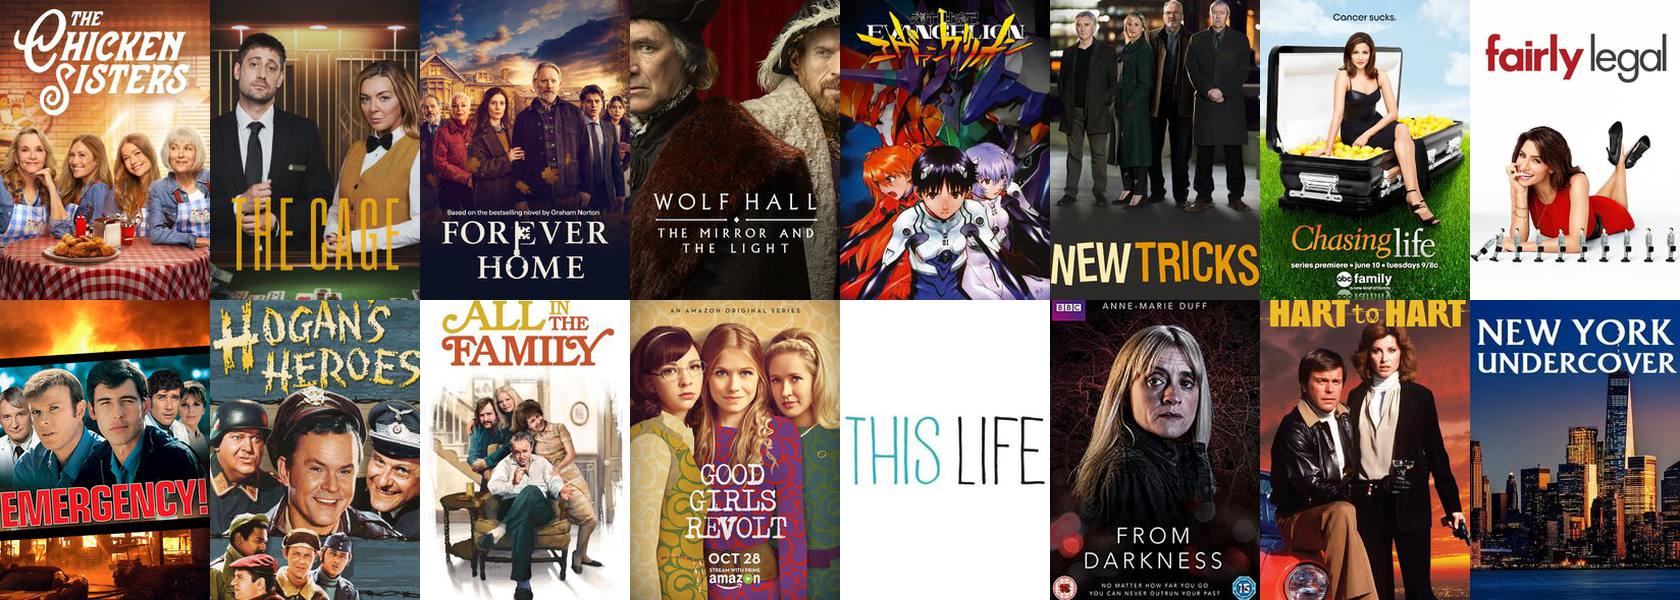 THE
CHICKEN
SISTERS
THE CAGE
Based on the bestselling novel by Graham Norton
FOREVER
HOME
WOLF HALL
THE MIRROR AND
THE LIGHT
EVANGELION
NEW TRICKS
Cancer sucks.
Chasing life
series premiere • june 10 • tuesdays 9/8c
abc family
a new kind of family
fairly legal
EMERGENCY!
HOGAN'S
HEROES
ALL IN THE
FAMILY
AN AMAZON ORIGINAL SERIES
GOOD
GIRLS
REVOLT
OCT 28
STREAM WITH PRIME
amazon
THIS LIFE
BBC
ANNE-MARIE DUFF
FROM
DARKNESS
NO MATTER HOW FAR YOU GO
YOU CAN NEVER OUTRUN YOUR PAST
15
HART to HART
NEW YORK
UNDERCOVER